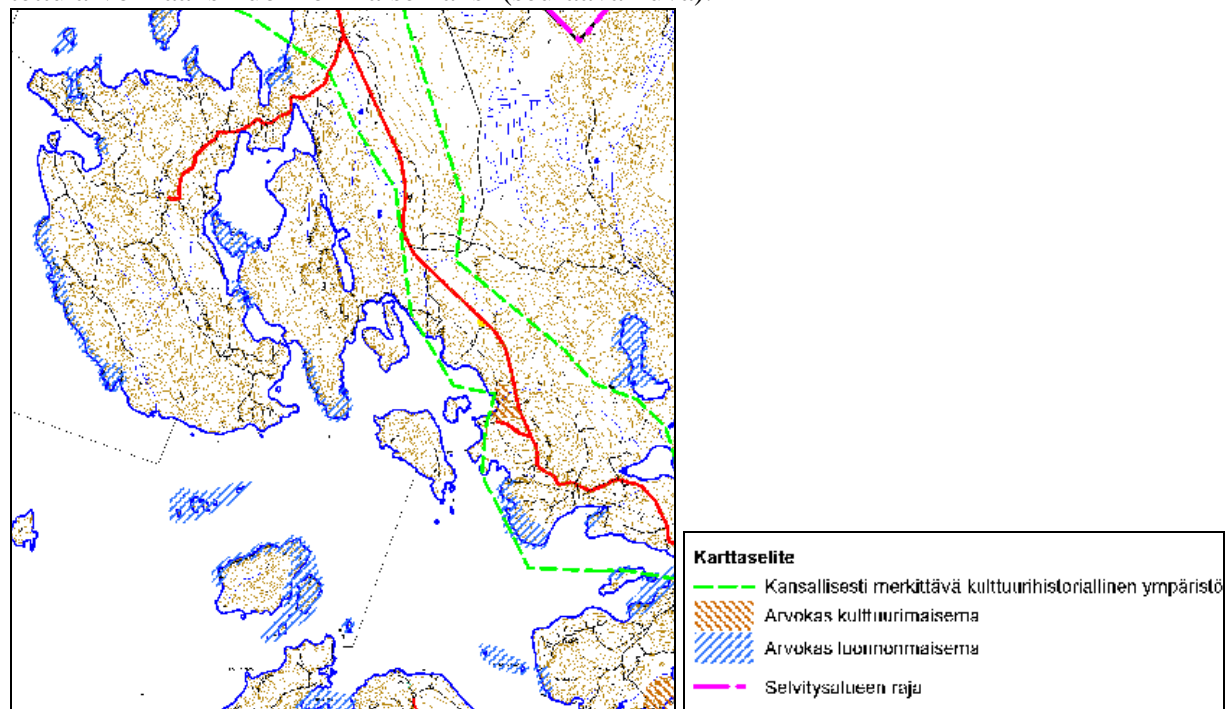 Karttaselite
Kansallisesti merkittävä kulttuurihistoriallinen ympäristö
Arvokas kulttuurimaisema
Arvokas luonnonmaisema
Selvitysalueen raja